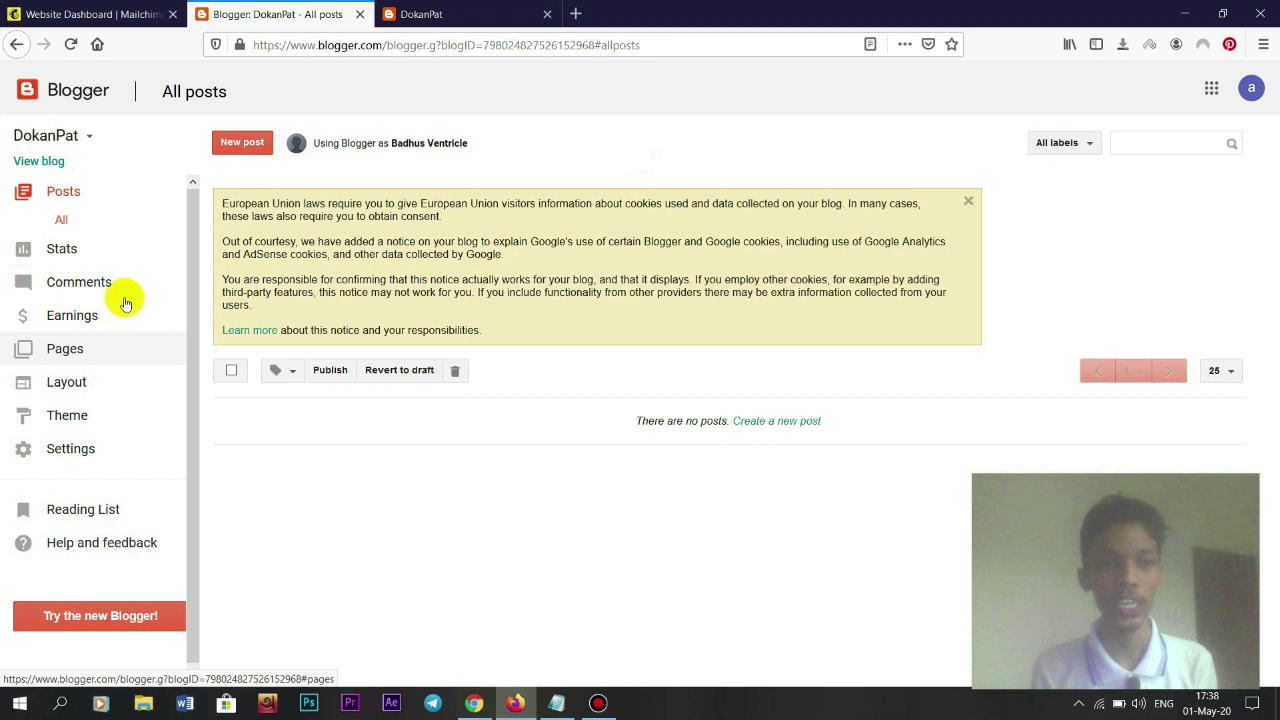 Website Dashboard | Mailchim
Blogger: DokanPat - All posts
DokanPat
https://www.blogger.com/blogger.g?blogID=798024827526152968#allposts
Blogger
All posts
a
DokanPat
View blog
New post
Using Blogger as Badhus Ventricle
All labels
Posts
All
Stats
Comments
Earnings
Pages
Layout
Theme
Settings
Reading List
Help and feedback
Try the new Blogger!
European Union laws require you to give European Union visitors information about cookies used and data collected on your blog. In many cases,
these laws also require you to obtain consent.
Out of courtesy, we have added a notice on your blog to explain Google's use of certain Blogger and Google cookies, including use of Google Analytics
and AdSense cookies, and other data collected by Google.
You are responsible for confirming that this notice actually works for your blog, and that it displays. If you employ other cookies, for example by adding
third-party features, this notice may not work for you. If you include functionality from other providers there may be extra information collected from your
users.
Learn more about this notice and your responsibilities.
Publish
Revert to draft
1
25
There are no posts. Create a new post
https://www.blogger.com/blogger.g?blogID=798024827526152968#pages
Ps
Pr
Ae
ENG
17:38
01-May-20